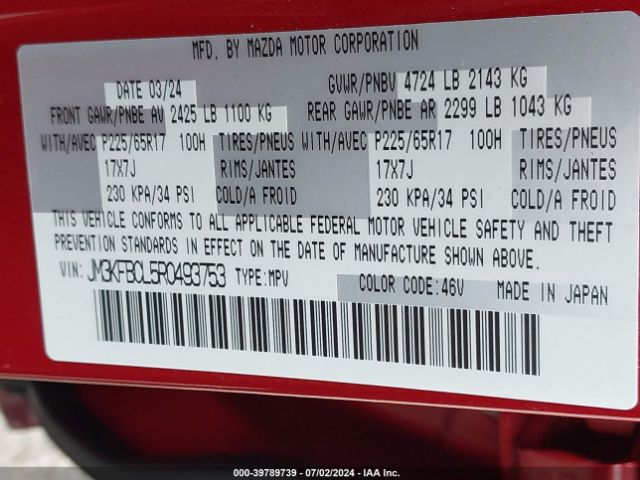 MFD. BY MAZDA MOTOR CORPORATION
DATE 03/24 GVWR/PNBV 4724 LB 2143 KG
FRONT GAWR/PNBE AV 2425 LB 1100 KG REAR GAWR/PNBE AR 2299 LB 1043 KG
WITH/AVEC P225/65R17 100H TIRES/PNEUS WITH/AVEC P225/65R17 100H TIRES/PNEUS
17X7J RIMS/JANTES 17X7J RIMS/JANTES
230 KPA/34 PSI COLD/A FROID 230 KPA/34 PSI COLD/A FROID
THIS VEHICLE CONFORMS TO ALL APPLICABLE FEDERAL MOTOR VEHICLE SAFETY AND THEFT
PREVENTION STANDARDS IN EFFECT ON THE DATE OF MANUFACTURE SHOWN ABOVE.
VIN: JM3KFBCL5R0493753 TYPE:MPV COLOR CODE:46V MADE IN JAPAN
000-39789739 - 07/02/2024 - IAA Inc.